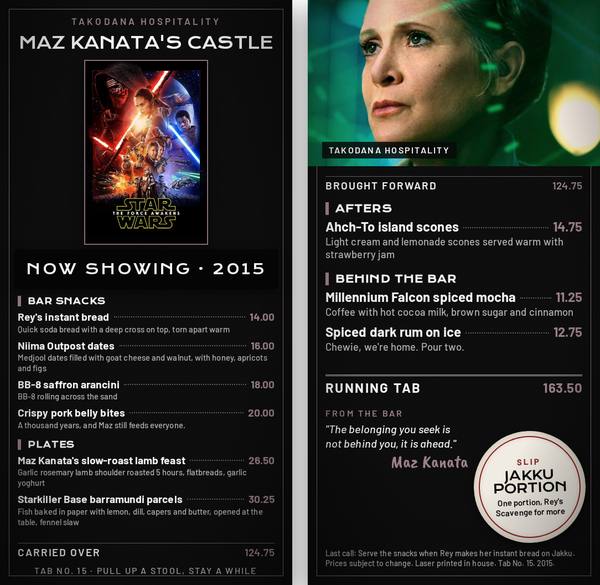 TAKODANA HOSPITALITY
MAZ KANATA'S CASTLE
STAR
THE FORCE AWAKENS
WARS
NOW SHOWING · 2015
BAR SNACKS
Rey's instant bread 14.00
Quick soda bread with a deep cross on top, torn apart warm
Niima Outpost dates 16.00
Medjool dates filled with goat cheese and walnut, with honey, apricots
and figs
BB-8 saffron arancini 18.00
BB-8 rolling across the sand
Crispy pork belly bites 20.00
A thousand years, and Maz still feeds everyone.
PLATES
Maz Kanata's slow-roast lamb feast 26.50
Garlic rosemary lamb shoulder roasted 5 hours, flatbreads, garlic
yoghurt
Starkiller Base barramundi parcels 30.25
Fish baked in paper with lemon, dill, capers and butter, opened at the
table, fennel slaw
CARRIED OVER 124.75
TAB NO. 15 · PULL UP A STOOL, STAY A WHILE
TAKODANA HOSPITALITY
BROUGHT FORWARD 124.75
AFTERS
Ahch-To island scones 14.75
Light cream and lemonade scones served warm with
strawberry jam
BEHIND THE BAR
Millennium Falcon spiced mocha 11.25
Coffee with hot cocoa milk, brown sugar and cinnamon
Spiced dark rum on ice 12.75
Chewie, we're home. Pour two.
RUNNING TAB 163.50
FROM THE BAR
"The belonging you seek is
not behind you, it is ahead."
Maz Kanata
SLIP
JAKKU
PORTION
One portion, Rey's
Scavenge for more
Last call: Serve the snacks when Rey makes her instant bread on Jakku.
Prices subject to change. Laser printed in house. Tab No. 15. 2015.